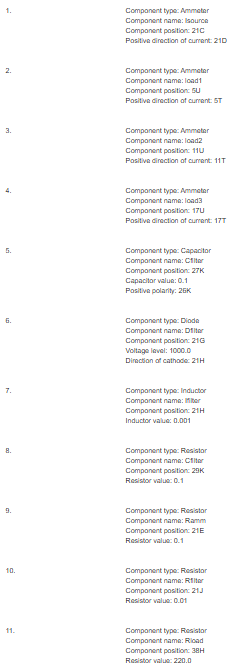 1.
Component type: Ammeter
Component name: Isource
Component position: 21C
Positive direction of current: 21D
2.
Component type: Ammeter
Component name: load1
Component position: 5U
Positive direction of current: 5T
3.
Component type: Ammeter
Component name: load2
Component position: 11U
Positive direction of current: 11T
4.
Component type: Ammeter
Component name: load3
Component position: 17U
Positive direction of current: 17T
5.
Component type: Capacitor
Component name: Cfilter
Component position: 27K
Capacitor value: 0.1
Positive polarity: 26K
6.
Component type: Diode
Component name: Dfilter
Component position: 21G
Voltage level: 1000.0
Direction of cathode: 21H
7.
Component type: Inductor
Component name: lfilter
Component position: 21H
Inductor value: 0.001
8.
Component type: Resistor
Component name: Cfilter
Component position: 29K
Resistor value: 0.1
9.
Component type: Resistor
Component name: Ramm
Component position: 21E
Resistor value: 0.1
10.
Component type: Resistor
Component name: Rfilter
Component position: 21J
Resistor value: 0.01
11.
Component type: Resistor
Component name: Rload
Component position: 38H
Resistor value: 220.0